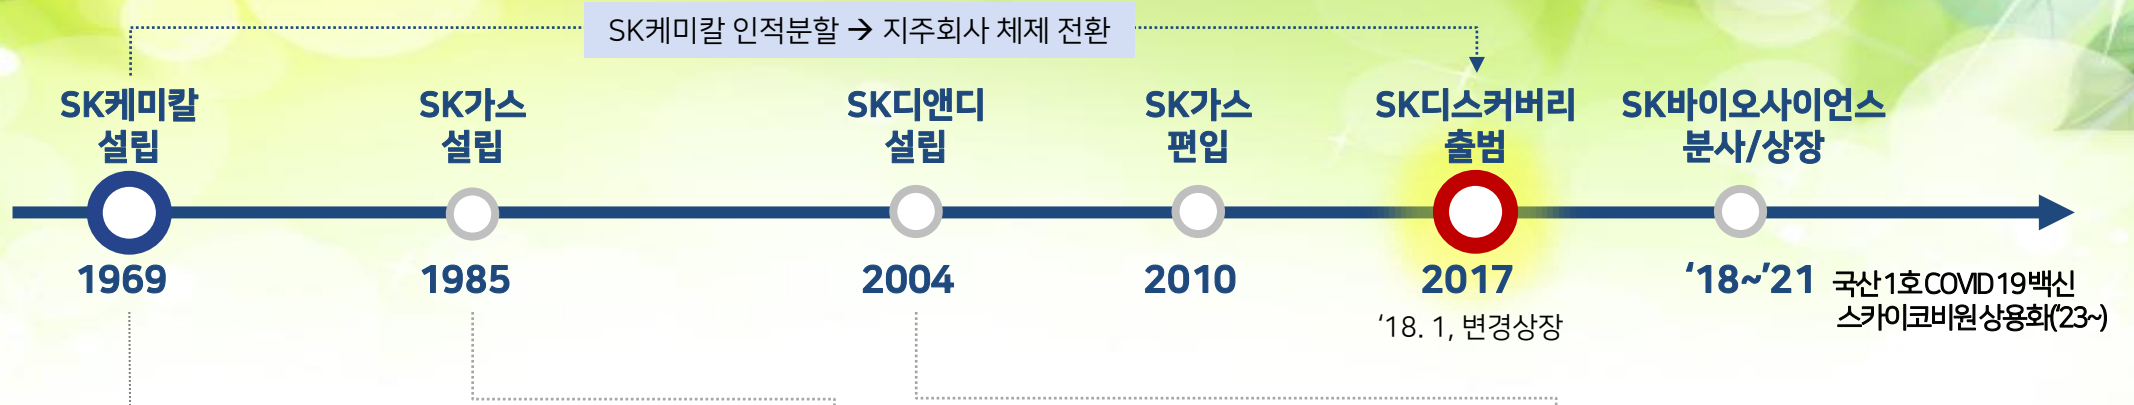 SK케미칼 인적분할 → 지주회사 체제 전환
SK케미칼
설립
SK가스
설립
SK디앤디
설립
SK가스
편입
SK디스커버리
출범
SK바이오사이언스
분사/상장
1969
1985
2004
2010
2017
‘18~’21
‘18. 1, 변경상장
국산 1호 COVID 19 백신
스카이코비원 상용화(‘23~)